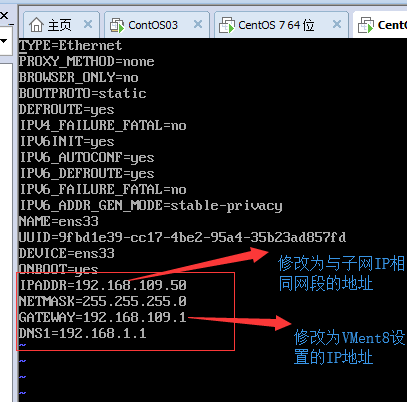 主页
ContOS03
CentOS 7 64 位
CentO
TYPE=Ethernet
PROXY_METHOD=none
BROWSER_ONLY=no
BOOTPROTO=static
DEFROUTE=yes
IPV4_FAILURE_FATAL=no
IPV6INIT=yes
IPV6_AUTOCONF=yes
IPV6_DEFROUTE=yes
IPV6_FAILURE_FATAL=no
IPV6_ADDR_GEN_MODE=stable-privacy
NAME=ens33
UUID=9fbd1e39-cc17-4be2-95a4-35b23ad857fd
DEVICE=ens33
ONBOOT=yes
IPADDR=192.168.109.50
NETMASK=255.255.255.0
GATEWAY=192.168.109.1
DNS1=192.168.1.1
~
~
~
~
修改为与子网IP相
同网段的地址
修改为VMent8设
置的IP地址